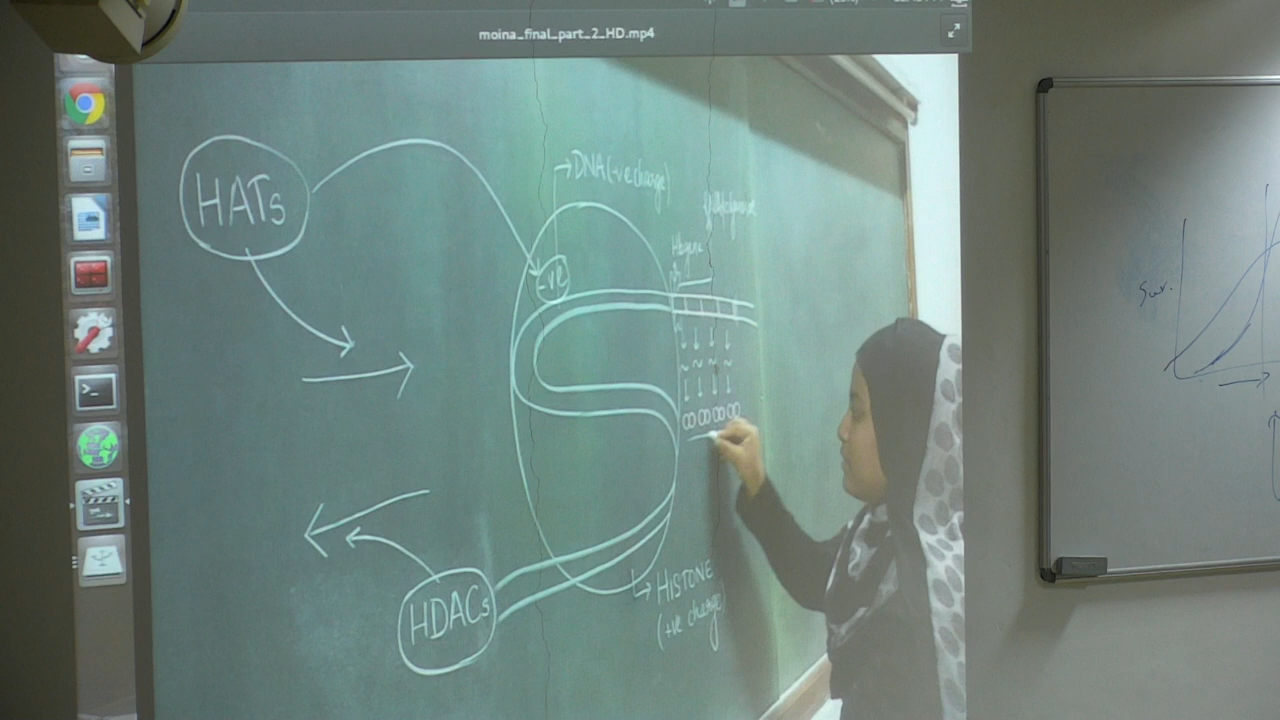 moina_final_part_2_HD.mp4
HATs
DNA (-ve charge)
-ve
HDACs
HISTONE
(+ve charge)